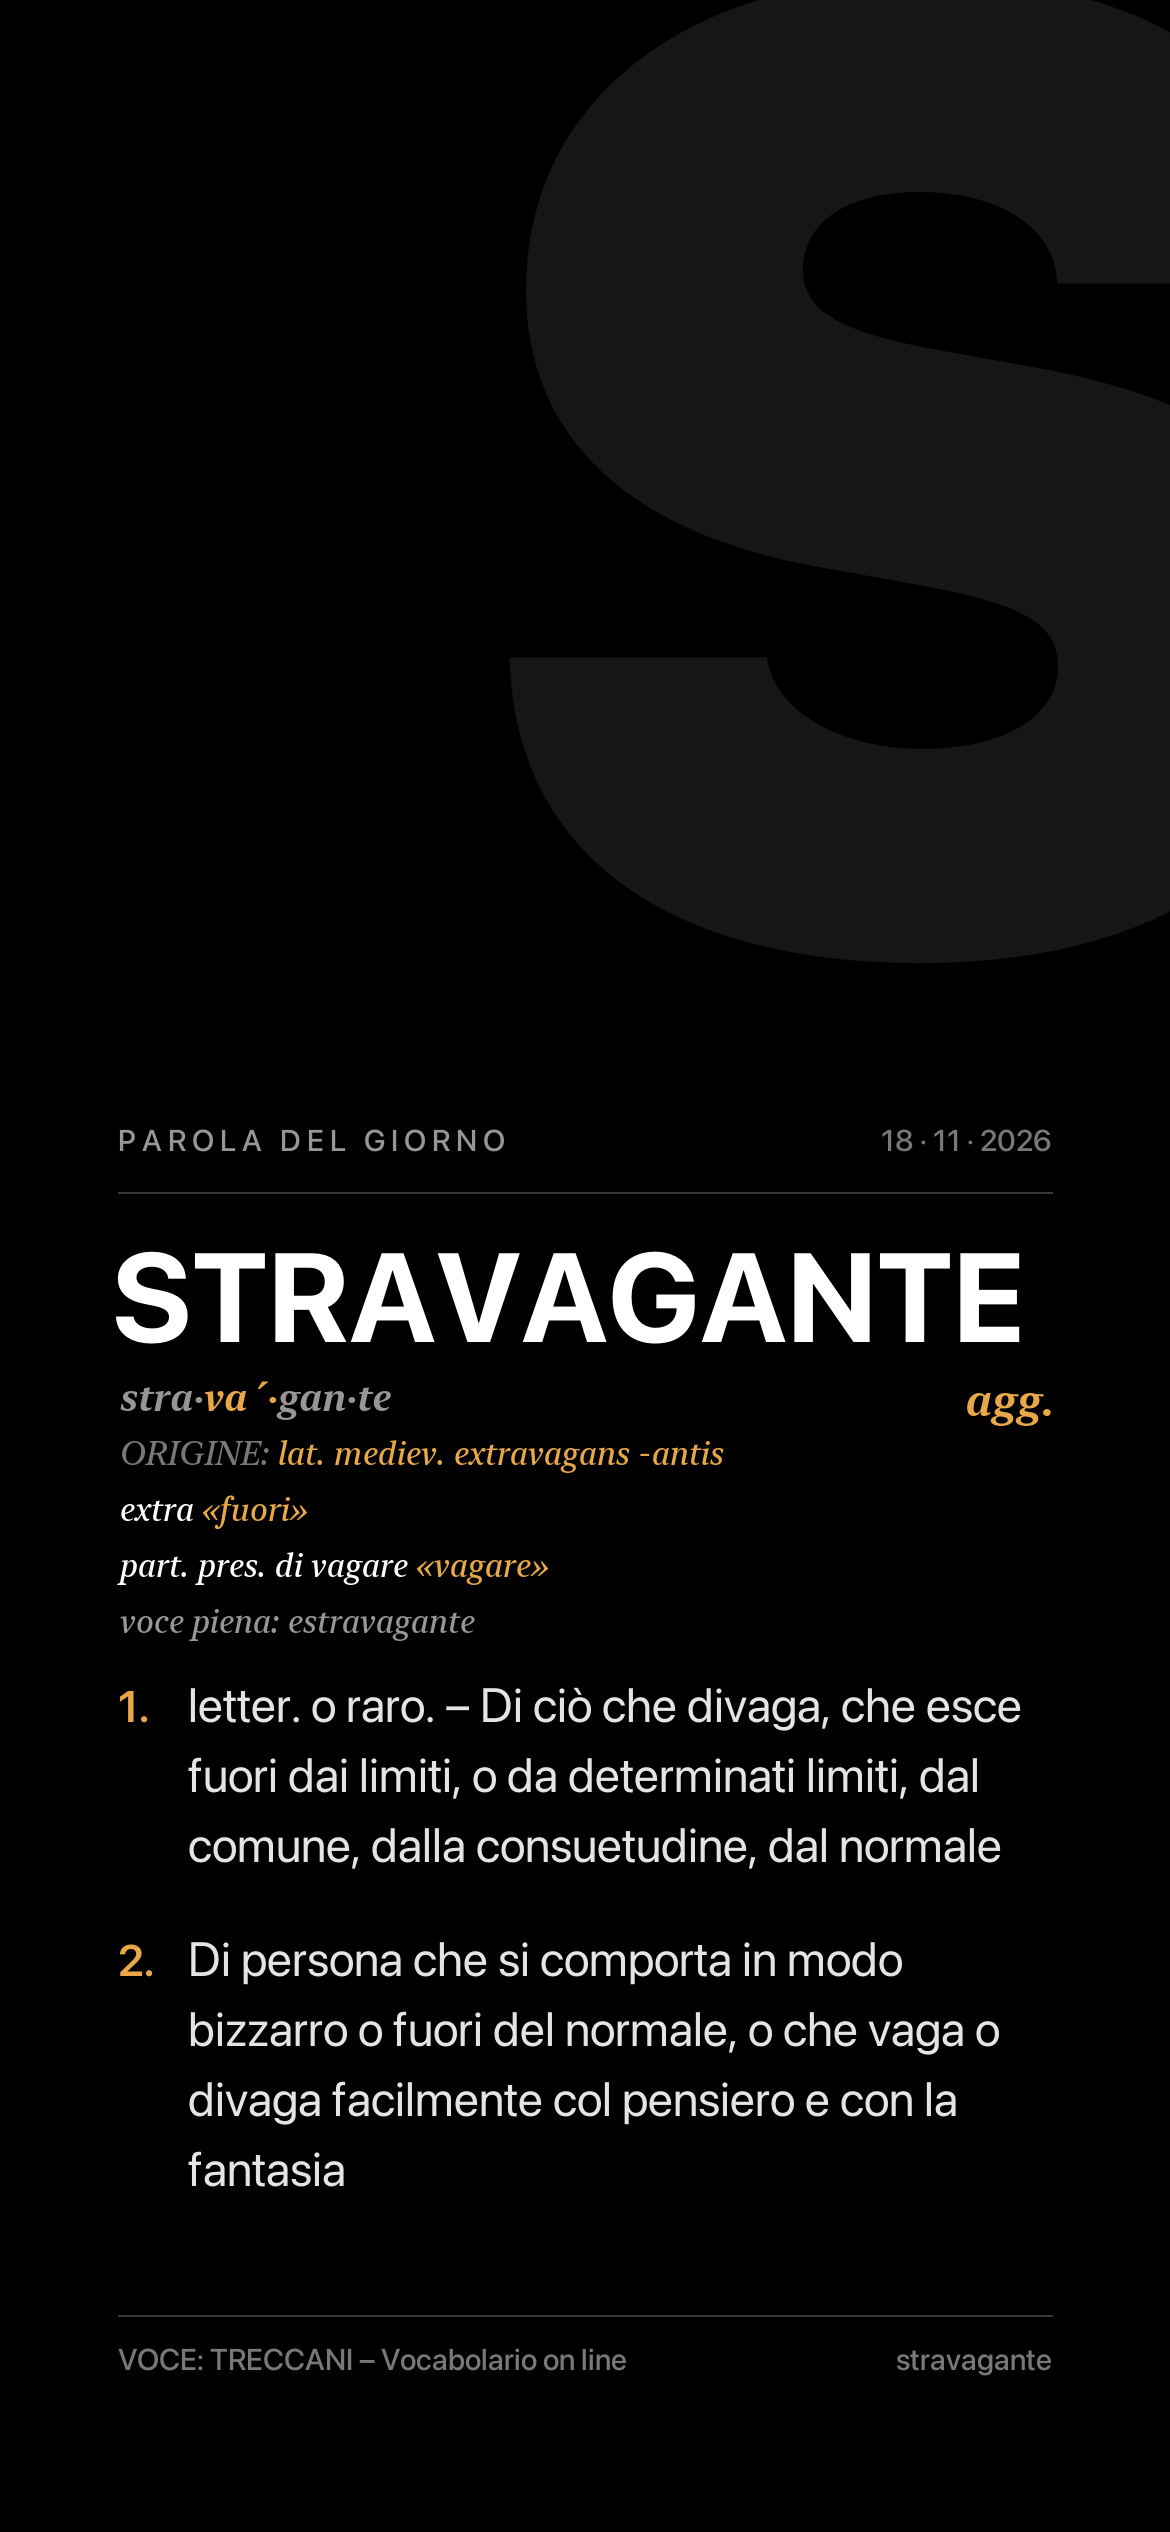 S
PAROLA DEL GIORNO 18 · 11 · 2026
STRAVAGANTE
stra·va´·gan·te agg.
ORIGINE: lat. mediev. extravagans -antis
extra «fuori»
part. pres. di vagare «vagare»
voce piena: estravagante
1. letter. o raro. – Di ciò che divaga, che esce
fuori dai limiti, o da determinati limiti, dal
comune, dalla consuetudine, dal normale
2. Di persona che si comporta in modo
bizzarro o fuori del normale, o che vaga o
divaga facilmente col pensiero e con la
fantasia
VOCE: TRECCANI – Vocabolario on line stravagante